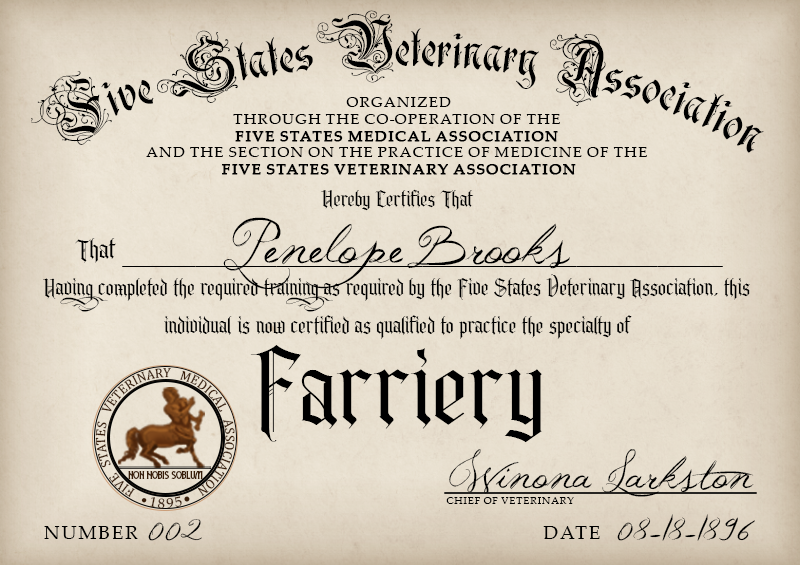 Five States Veterinary Association
ORGANIZED
THROUGH THE CO-OPERATION OF THE
FIVE STATES MEDICAL ASSOCIATION
AND THE SECTION ON THE PRACTICE OF MEDICINE OF THE
FIVE STATES VETERINARY ASSOCIATION
Hereby Certifies That
That Penelope Brooks
Having completed the required training as required by the Five States Veterinary Association, this
individual is now certified as qualified to practice the specialty of
Farriery
FIVE STATES VETERINARY MEDICAL ASSOCIATION
NON NOBIS SOBLUM
•1895•
Winona Larkston
CHIEF OF VETERINARY
NUMBER 002
DATE 08-18-1896